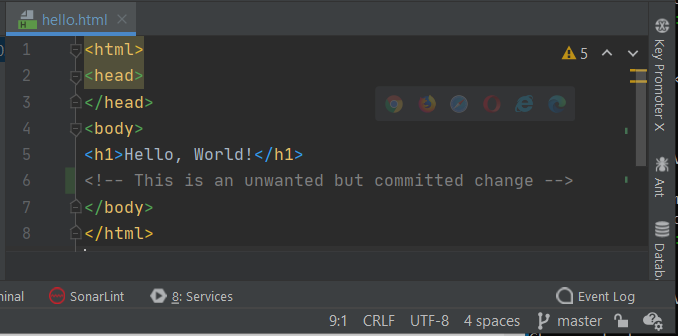 hello.html
5
1 <html>
2 <head>
3 </head>
4 <body>
5 <h1>Hello, World!</h1>
6 <!-- This is an unwanted but committed change -->
7 </body>
8 </html>
Key Promoter X
Ant
Datab
minal SonarLint 8: Services Event Log
9:1 CRLF UTF-8 4 spaces master